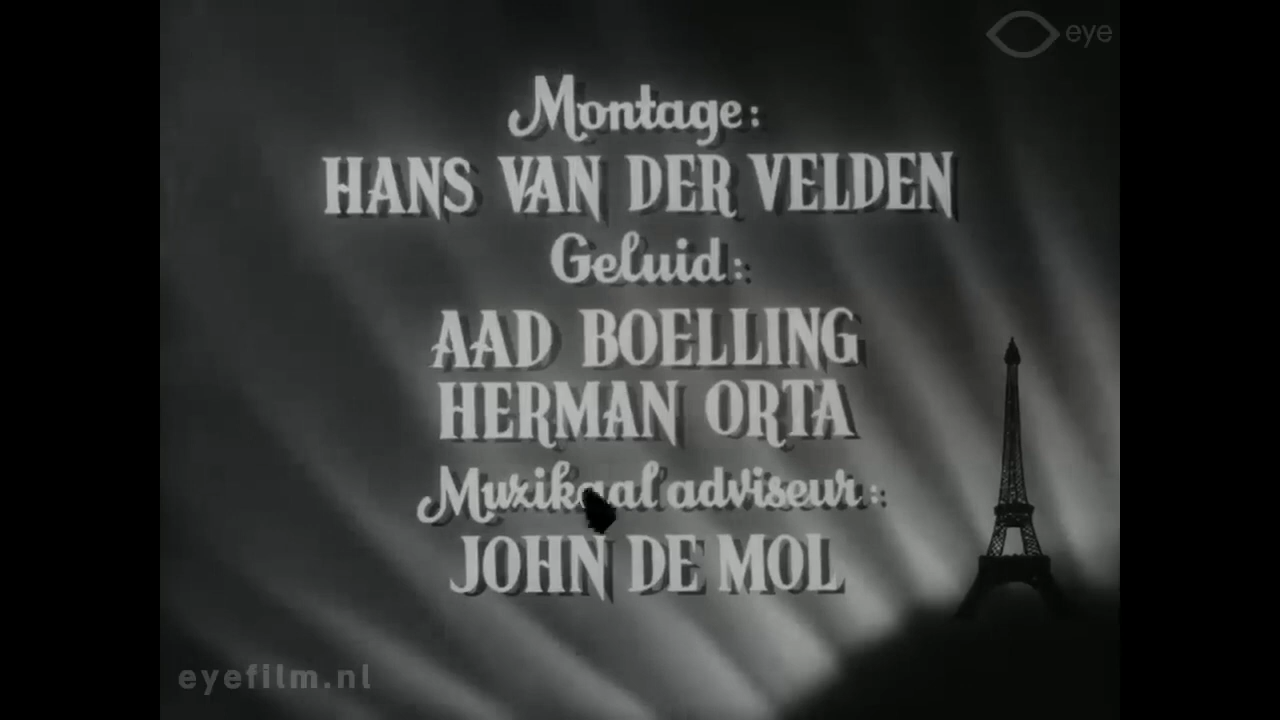 eye
Montage:
HANS VAN DER VELDEN
Geluid:
AAD BOELLING
HERMAN ORTA
Muzikaal adviseur:
JOHN DE MOL
eyefilm.nl